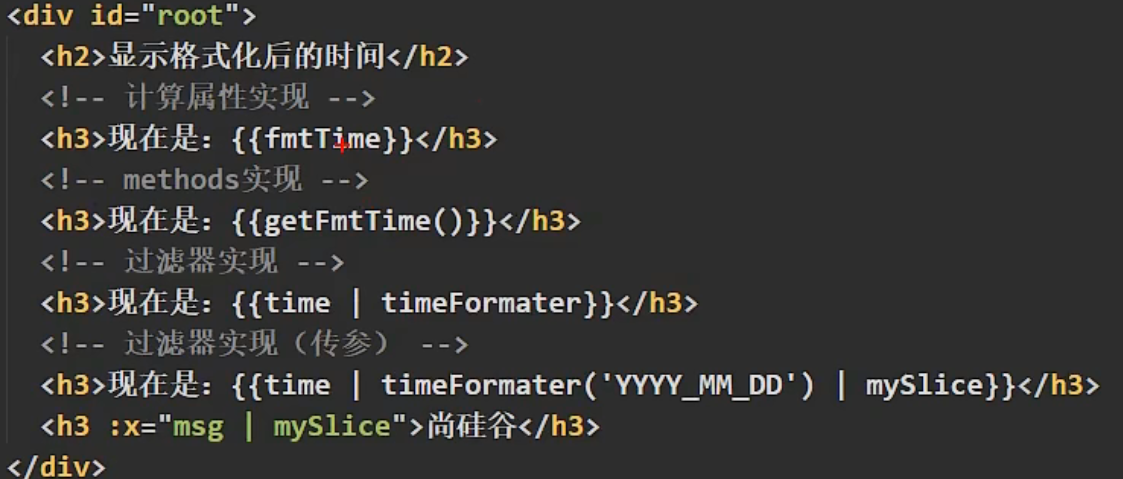 <div id="root">
<h2>显示格式化后的时间</h2>
<!-- 计算属性实现 -->
<h3>现在是：{{fmtTime}}</h3>
<!-- methods实现 -->
<h3>现在是：{{getFmtTime()}}</h3>
<!-- 过滤器实现 -->
<h3>现在是：{{time | timeFormater}}</h3>
<!-- 过滤器实现（传参） -->
<h3>现在是：{{time | timeFormater('YYYY_MM_DD') | mySlice}}</h3>
<h3 :x="msg | mySlice">尚硅谷</h3>
</div>